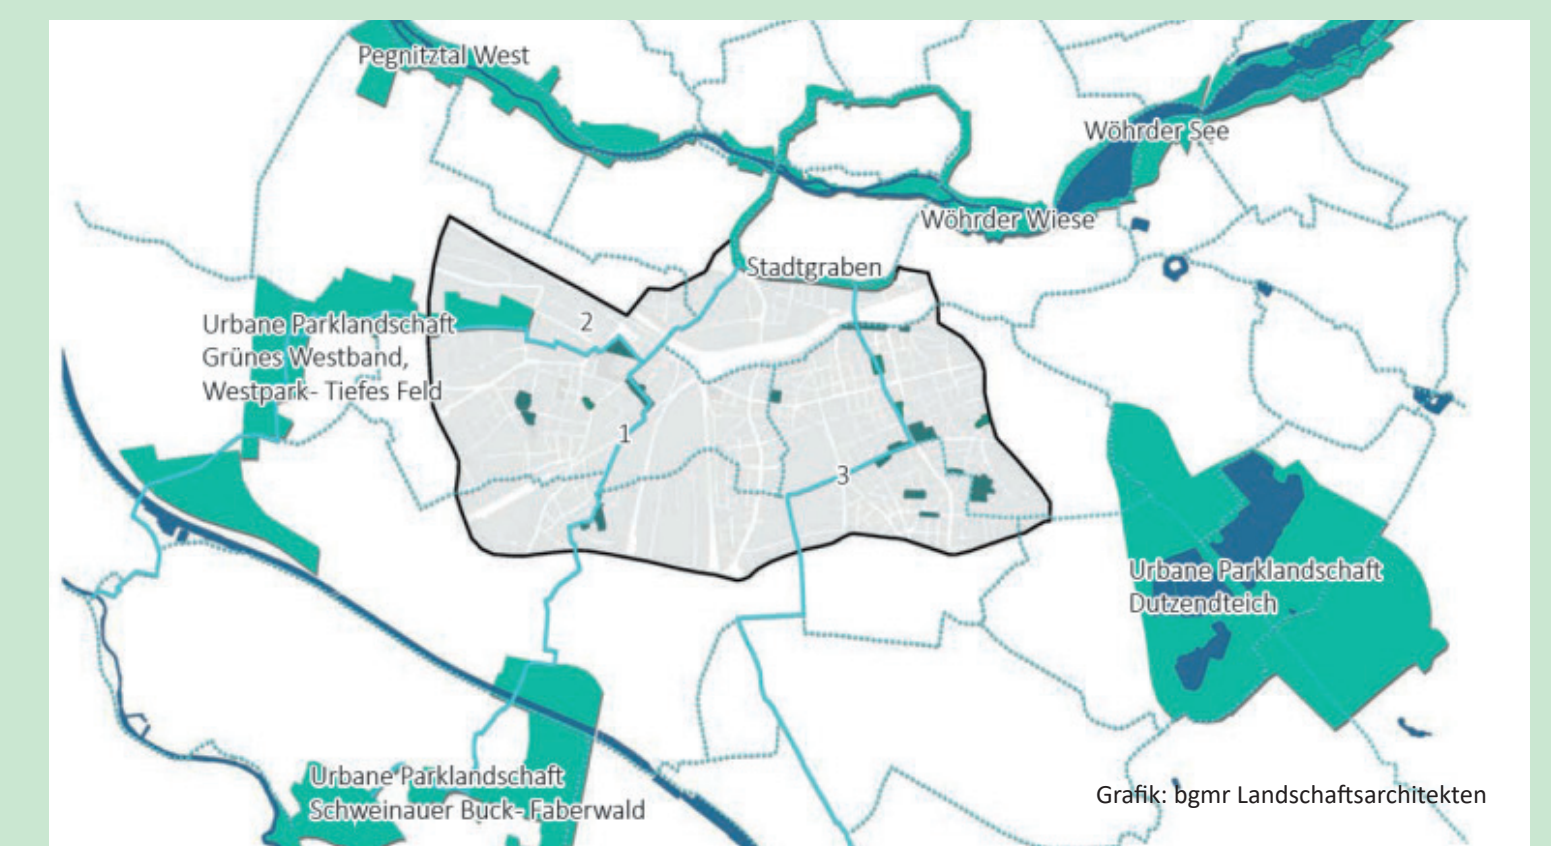 Pegnitztal West
Wöhrder See
Wöhrder Wiese
Stadtgraben
Urbane Parklandschaft
Grünes Westband,
Westpark- Tiefes Feld
2
1
3
Urbane Parklandschaft
Dutzendteich
Urbane Parklandschaft
Schweinauer Buck- Faberwald
Grafik: bgmr Landschaftsarchitekten